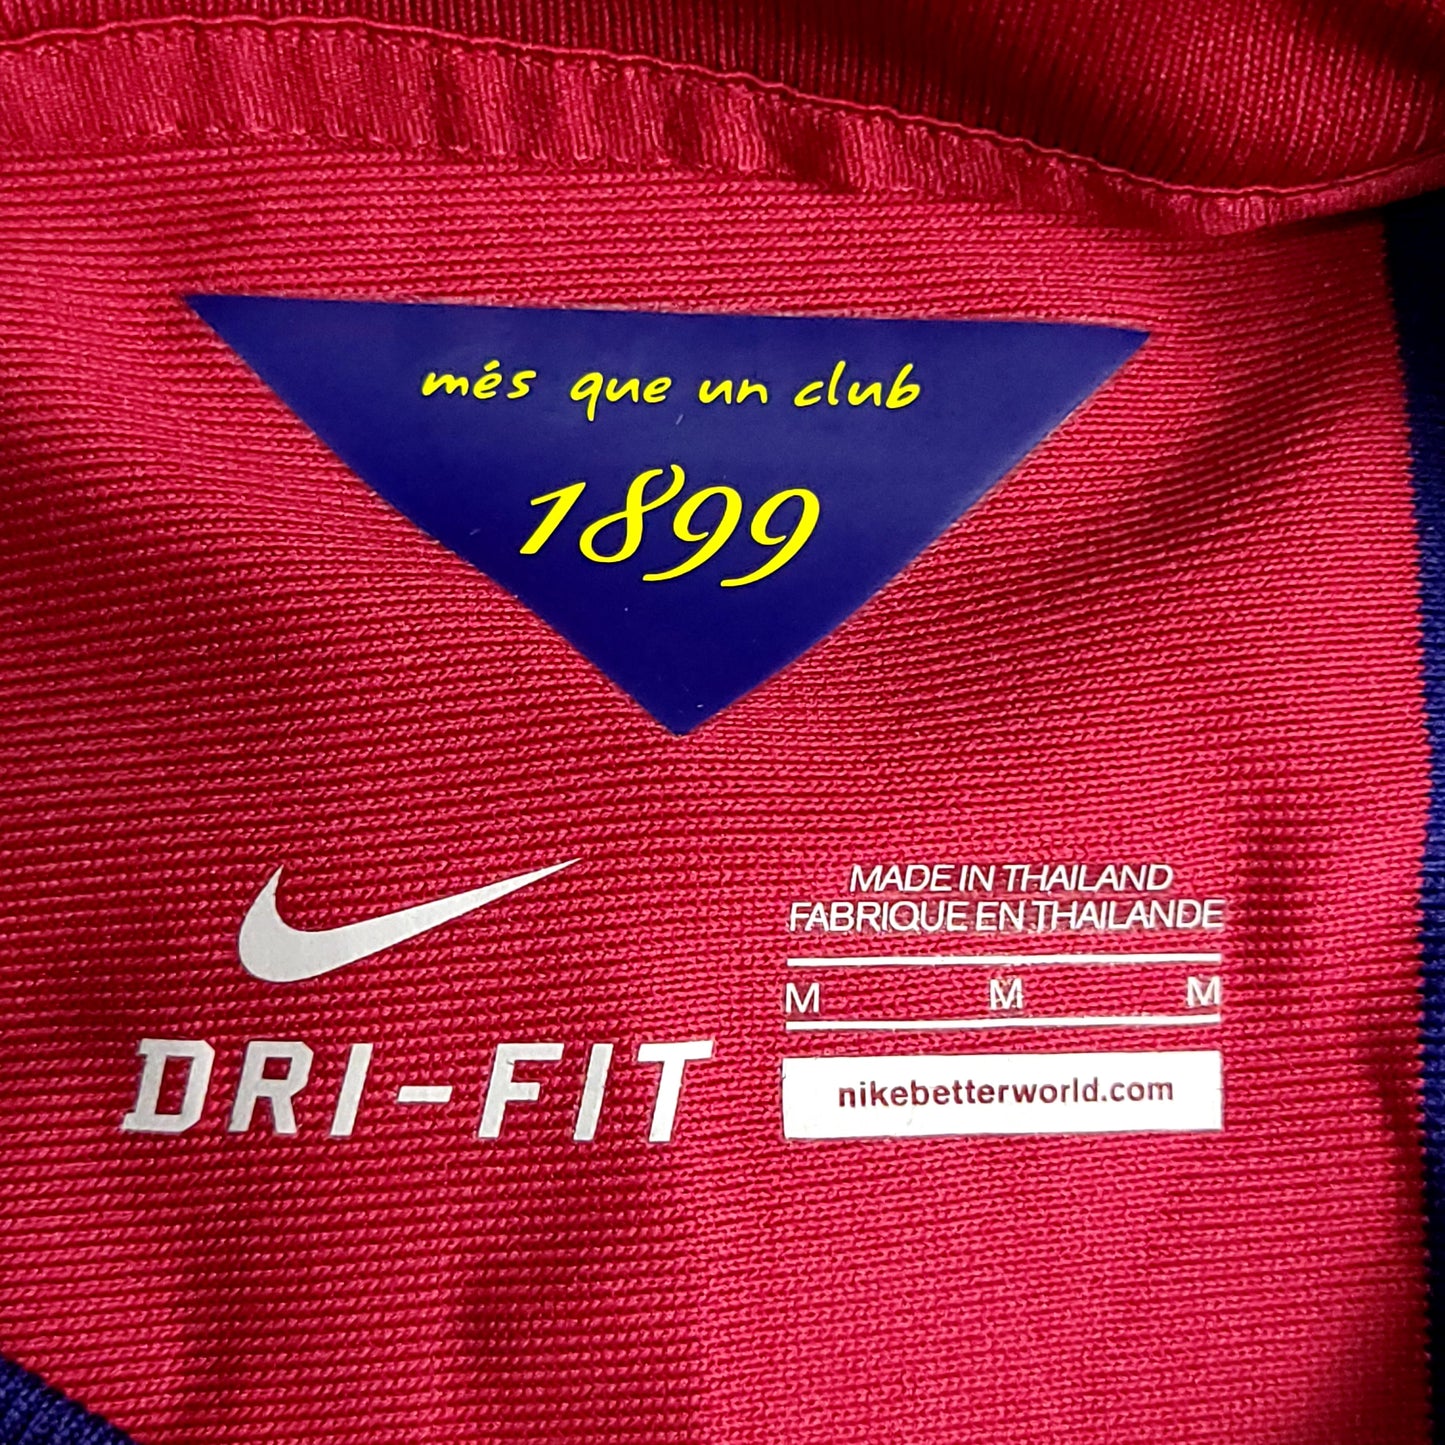 més que un club
1899
MADE IN THAILAND
FABRIQUE EN THAILANDE
M M M
DRI-FIT
nikebetterworld.com